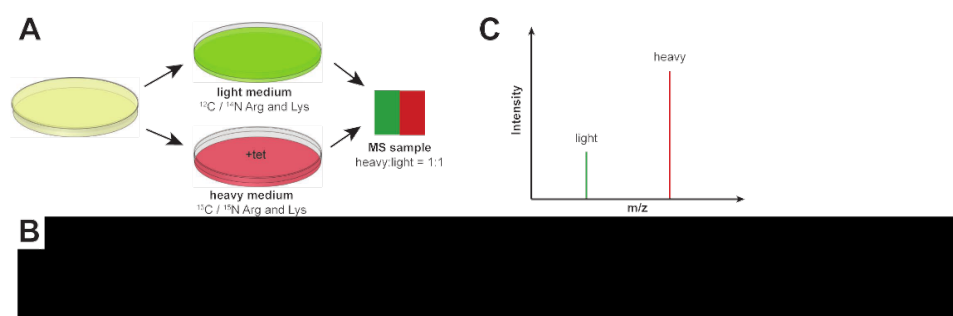 A
light medium
¹²C / ¹⁴N Arg and Lys
+tet
heavy medium
¹³C / ¹⁵N Arg and Lys
MS sample
heavy:light = 1:1
B
C
Intensity
light
heavy
m/z